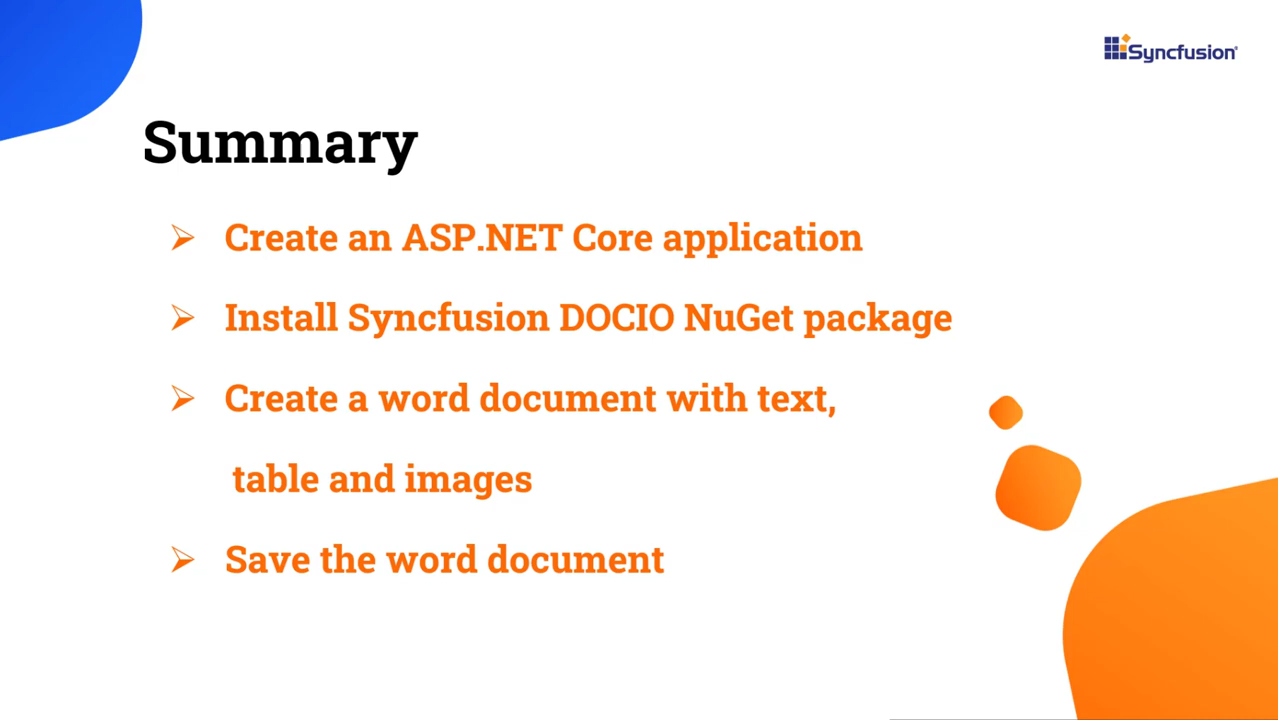 Syncfusion
Summary
Create an ASP.NET Core application
Install Syncfusion DOCIO NuGet package
Create a word document with text,
table and images
Save the word document